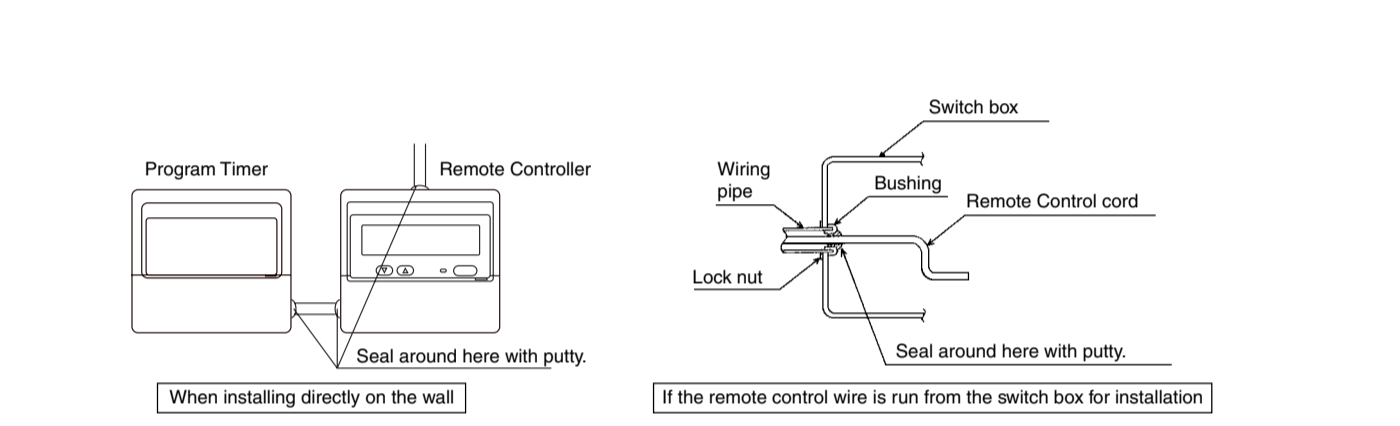 Program Timer
Remote Controller
Seal around here with putty.
When installing directly on the wall
Switch box
Wiring
pipe
Bushing
Remote Control cord
Lock nut
Seal around here with putty.
If the remote control wire is run from the switch box for installation